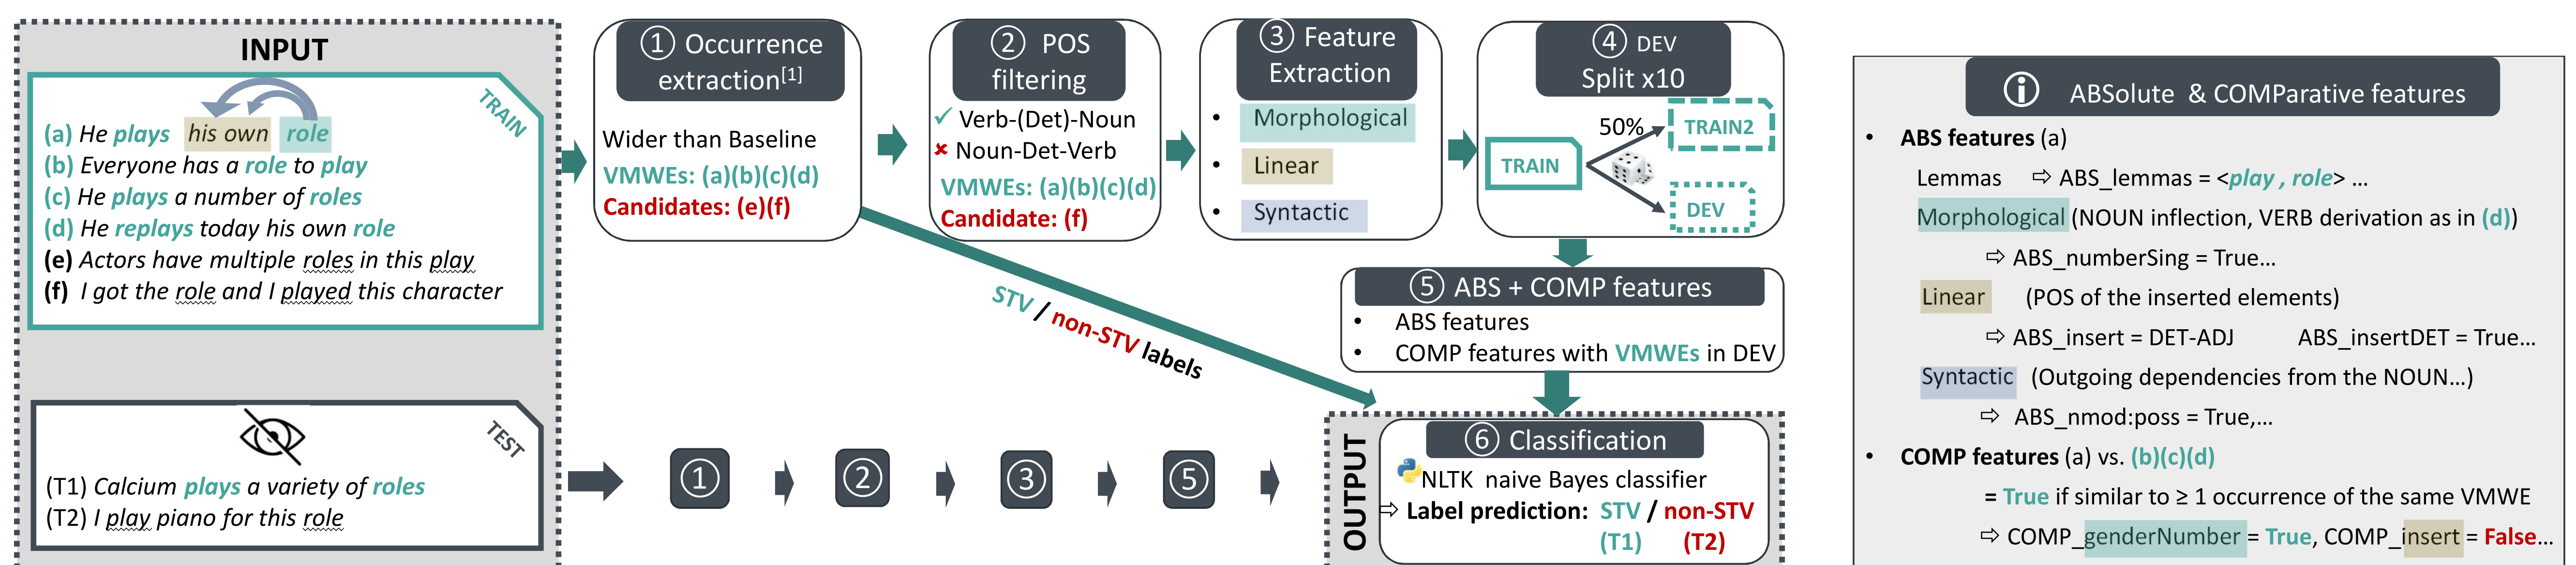 INPUT
TRAIN
(a) He plays his own role
(b) Everyone has a role to play
(c) He plays a number of roles
(d) He replays today his own role
(e) Actors have multiple roles in this play
(f) I got the role and I played this character
TEST
(T1) Calcium plays a variety of roles
(T2) I play piano for this role
① Occurrence
extraction[1]
Wider than Baseline
VMWEs: (a)(b)(c)(d)
Candidates: (e)(f)
② POS
filtering
✓ Verb-(Det)-Noun
✘ Noun-Det-Verb
VMWEs: (a)(b)(c)(d)
Candidate: (f)
③ Feature
Extraction
• Morphological
• Linear
• Syntactic
④ DEV
Split x10
50%
TRAIN
TRAIN2
DEV
⑤ ABS + COMP features
• ABS features
• COMP features with VMWEs in DEV
STV / non-STV labels
① ② ③ ⑤
OUTPUT
⑥ Classification
NLTK naive Bayes classifier
⇨ Label prediction: STV / non-STV
(T1) (T2)
ABSolute & COMParative features
• ABS features (a)
Lemmas ⇨ ABS_lemmas = <play , role> ...
Morphological (NOUN inflection, VERB derivation as in (d))
⇨ ABS_numberSing = True...
Linear (POS of the inserted elements)
⇨ ABS_insert = DET-ADJ ABS_insertDET = True...
Syntactic (Outgoing dependencies from the NOUN...)
⇨ ABS_nmod:poss = True,...
• COMP features (a) vs. (b)(c)(d)
= True if similar to ≥ 1 occurrence of the same VMWE
⇨ COMP_genderNumber = True, COMP_insert = False...